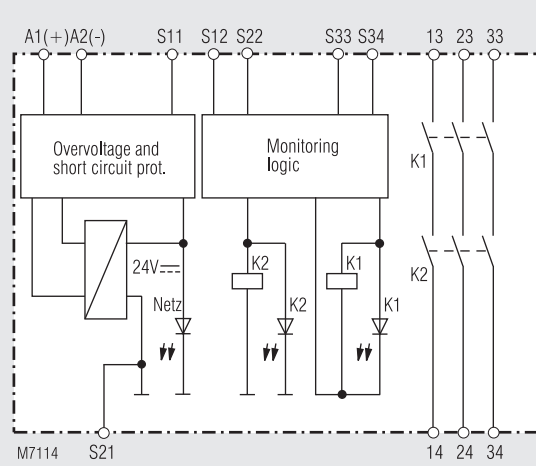 A1(+) A2(-) S11 S12 S22 S33 S34 13 23 33
Overvoltage and
short circuit prot.
Monitoring
logic
K1
24V
K2
K1
K2
Netz
K2
K1
M7114 S21 14 24 34